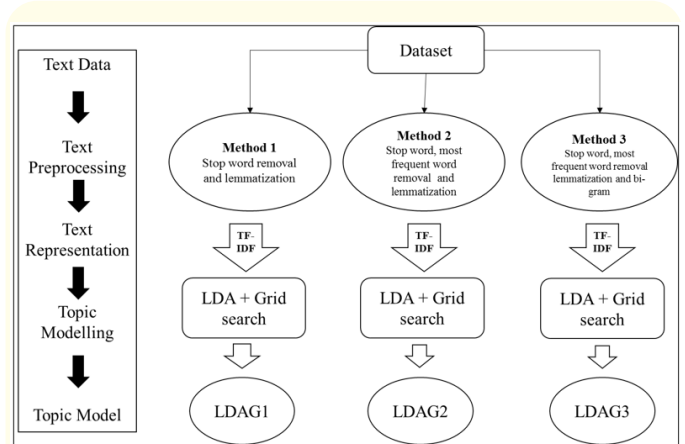 Text Data
Text
Preprocessing
Text
Representation
Topic
Modelling
Topic Model
Dataset
Method 1
Stop word removal
and lemmatization
Method 2
Stop word, most
frequent word
removal and
lemmatization
Method 3
Stop word, most
frequent word removal
lemmatization and bi-
gram
TF-
IDF
TF-
IDF
TF-
IDF
LDA + Grid
search
LDA + Grid
search
LDA + Grid
search
LDAG1
LDAG2
LDAG3